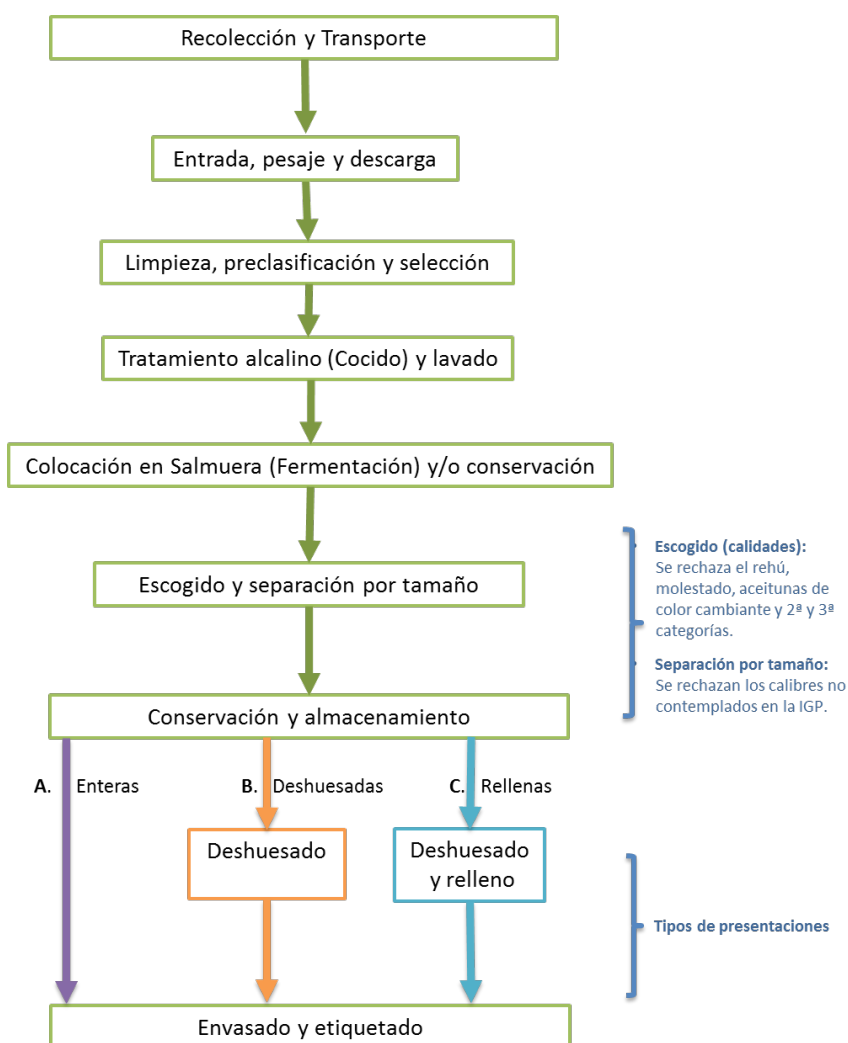 Recolección y Transporte
Entrada, pesaje y descarga
Limpieza, preclasificación y selección
Tratamiento alcalino (Cocido) y lavado
Colocación en Salmuera (Fermentación) y/o conservación
Escogido y separación por tamaño
• Escogido (calidades):
Se rechaza el rehú,
molestado, aceitunas de
color cambiante y 2ª y 3ª
categorías.
• Separación por tamaño:
Se rechazan los calibres no
contemplados en la IGP.
Conservación y almacenamiento
A. Enteras
B. Deshuesadas
C. Rellenas
Deshuesado
Deshuesado
y relleno
Tipos de presentaciones
Envasado y etiquetado